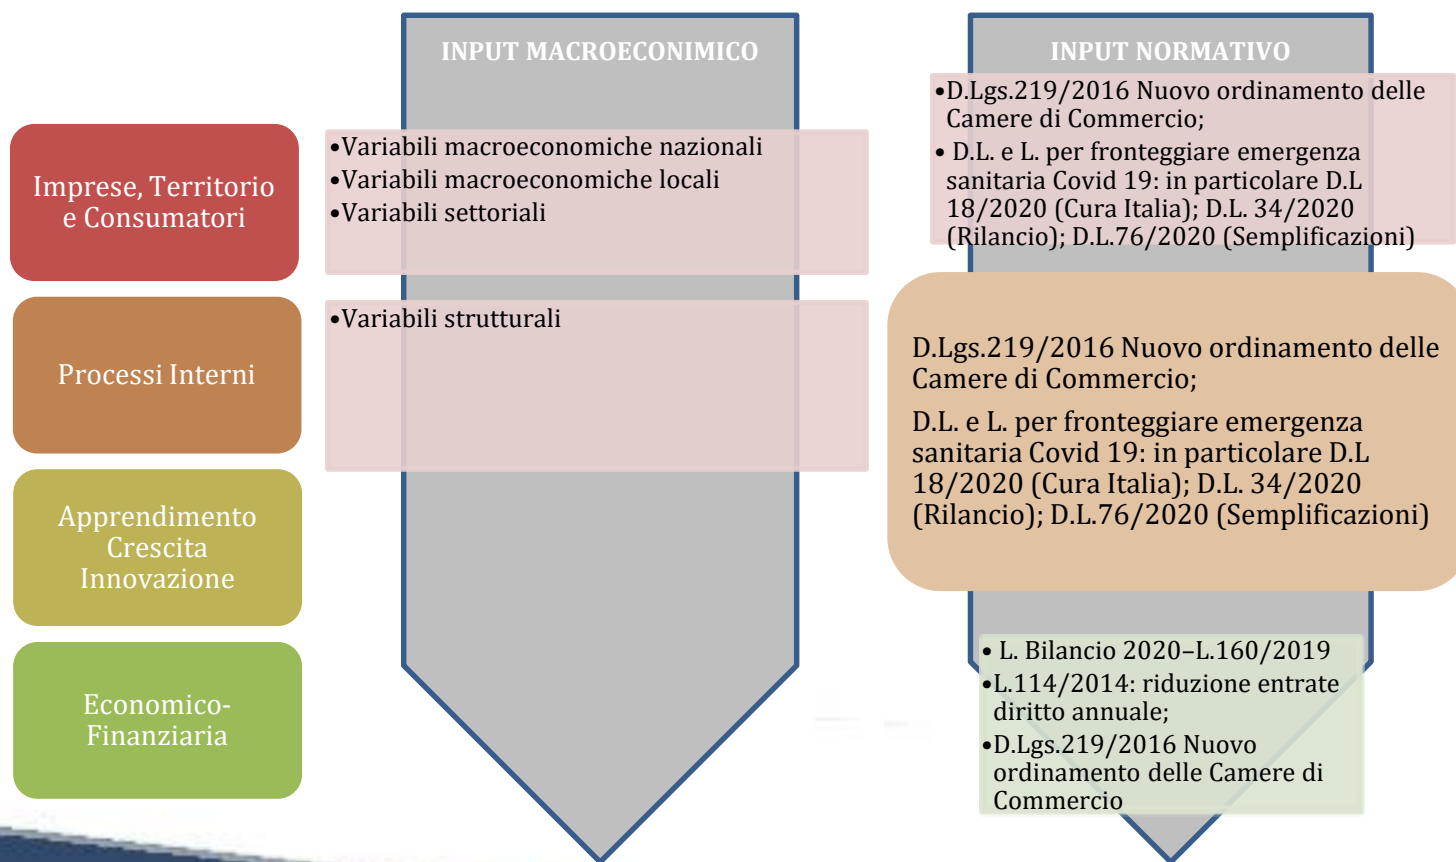 INPUT MACROECONIMICO
INPUT NORMATIVO
Imprese, Territorio
e Consumatori
•Variabili macroeconomiche nazionali
•Variabili macroeconomiche locali
•Variabili settoriali
•D.Lgs.219/2016 Nuovo ordinamento delle
Camere di Commercio;
• D.L. e L. per fronteggiare emergenza
sanitaria Covid 19: in particolare D.L
18/2020 (Cura Italia); D.L. 34/2020
(Rilancio); D.L.76/2020 (Semplificazioni)
Processi Interni
•Variabili strutturali
D.Lgs.219/2016 Nuovo ordinamento delle
Camere di Commercio;
D.L. e L. per fronteggiare emergenza
sanitaria Covid 19: in particolare D.L
18/2020 (Cura Italia); D.L. 34/2020
(Rilancio); D.L.76/2020 (Semplificazioni)
Apprendimento
Crescita
Innovazione
Economico-
Finanziaria
• L. Bilancio 2020–L.160/2019
•L.114/2014: riduzione entrate
diritto annuale;
•D.Lgs.219/2016 Nuovo
ordinamento delle Camere di
Commercio